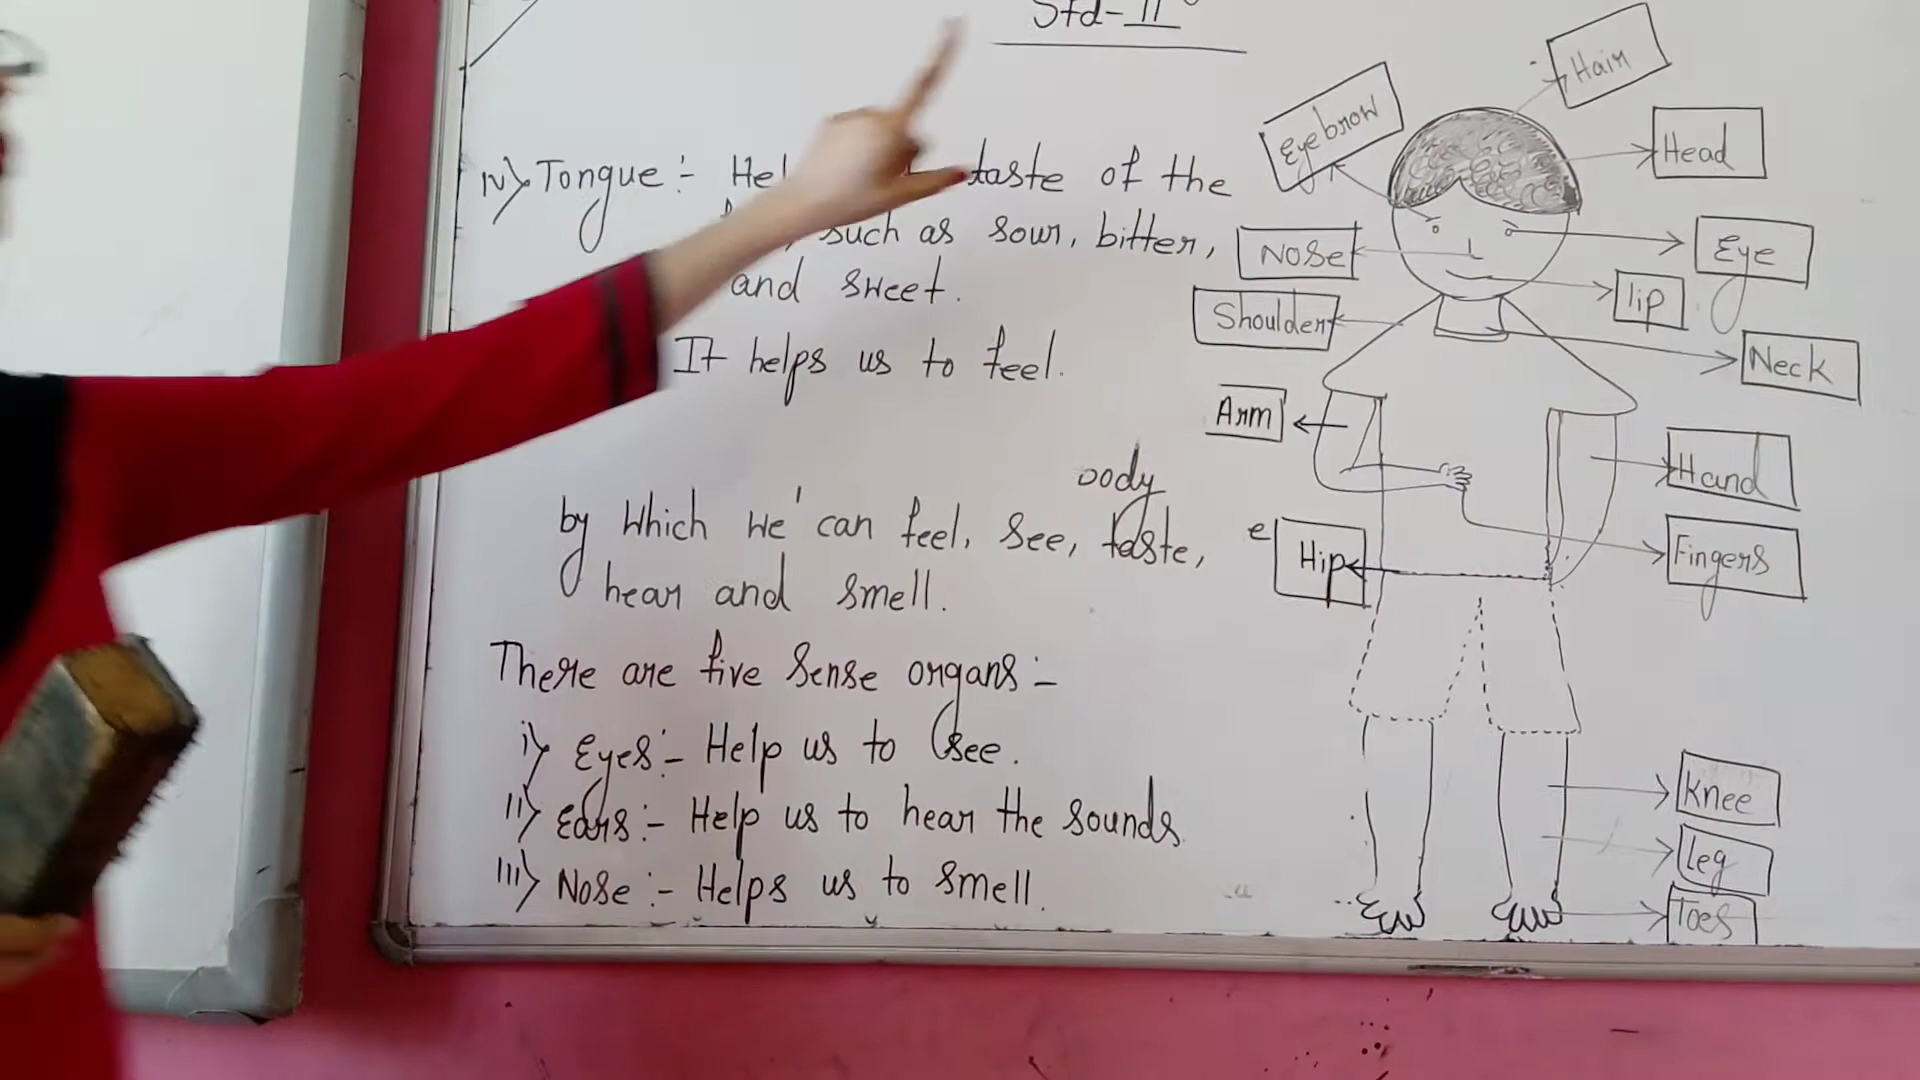 Std-II
IV) Tongue:- taste of the
such as sour, bitter,
and sweet.
It helps us to feel.
body
by which we can feel, see, taste,
hear and smell.
There are five sense organs:-
i) Eyes:- Help us to see.
ii) Ears:- Help us to hear the sounds.
iii) Nose:- Helps us to smell.
Hair
Eyebrow
Head
Nose
Eye
lip
Shoulder
Neck
Arm
Hand
Hip
Fingers
Knee
Leg
Toes